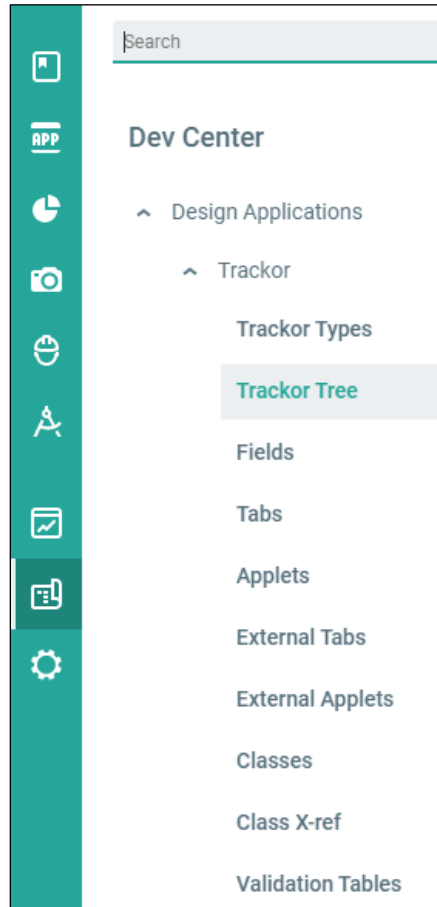 Search
APP
Dev Center
Design Applications
Trackor
Trackor Types
Trackor Tree
Fields
Tabs
Applets
External Tabs
External Applets
Classes
Class X-ref
Validation Tables